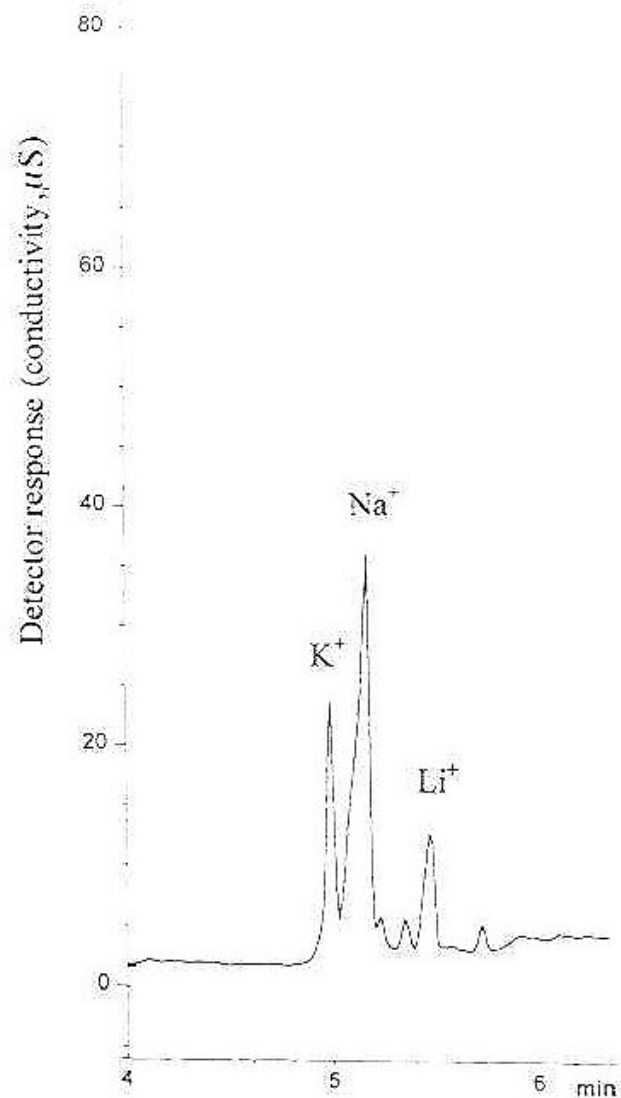 80
Detector response (conductivity, µS)
60
40
Na⁺
K⁺
20
Li⁺
0
4 5 6 min